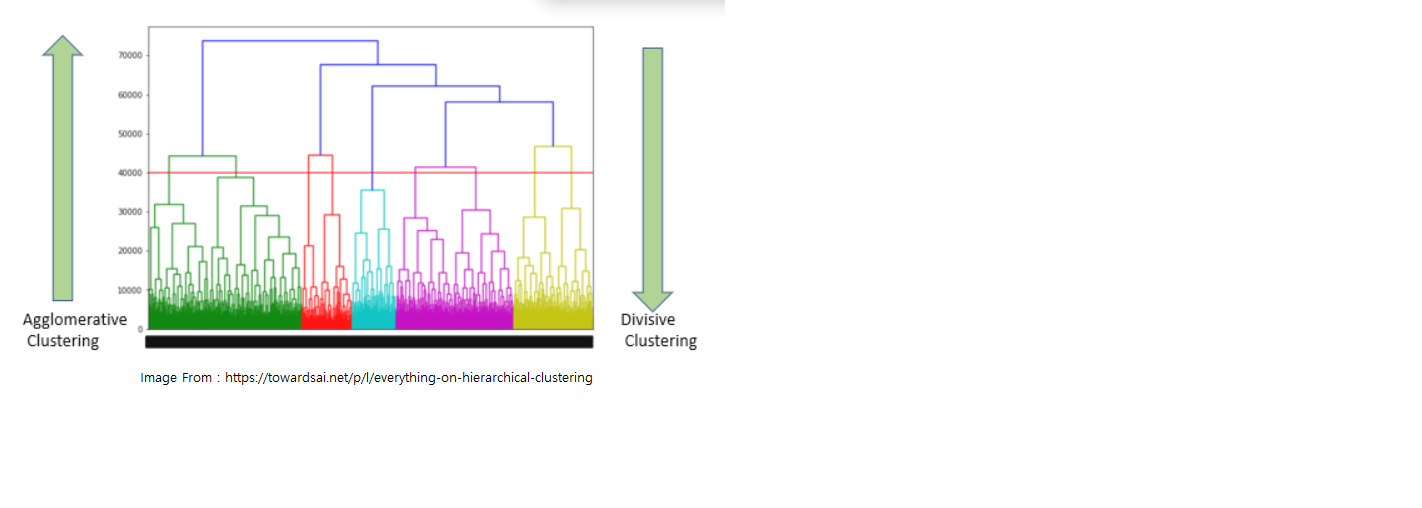 70000
60000
50000
40000
30000
20000
10000
0
Agglomerative
Clustering
Divisive
Clustering
Image From : https://towardsai.net/p/l/everything-on-hierarchical-clustering